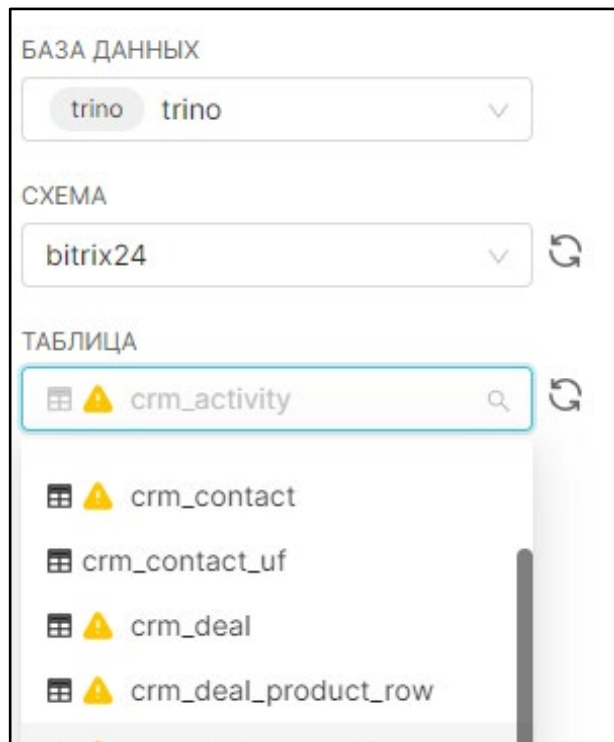 БАЗА ДАННЫХ
trino trino
СХЕМА
bitrix24
ТАБЛИЦА
crm_activity
crm_contact
crm_contact_uf
crm_deal
crm_deal_product_row